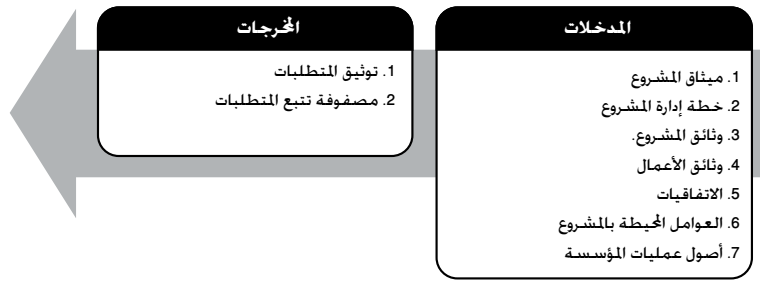 المدخلات
1. ميثاق المشروع
2. خطة إدارة المشروع
3. وثائق المشروع.
4. وثائق الأعمال
5. الاتفاقيات
6. العوامل المحيطة بالمشروع
7. أصول عمليات المؤسسة
المخرجات
1. توثيق المتطلبات
2. مصفوفة تتبع المتطلبات